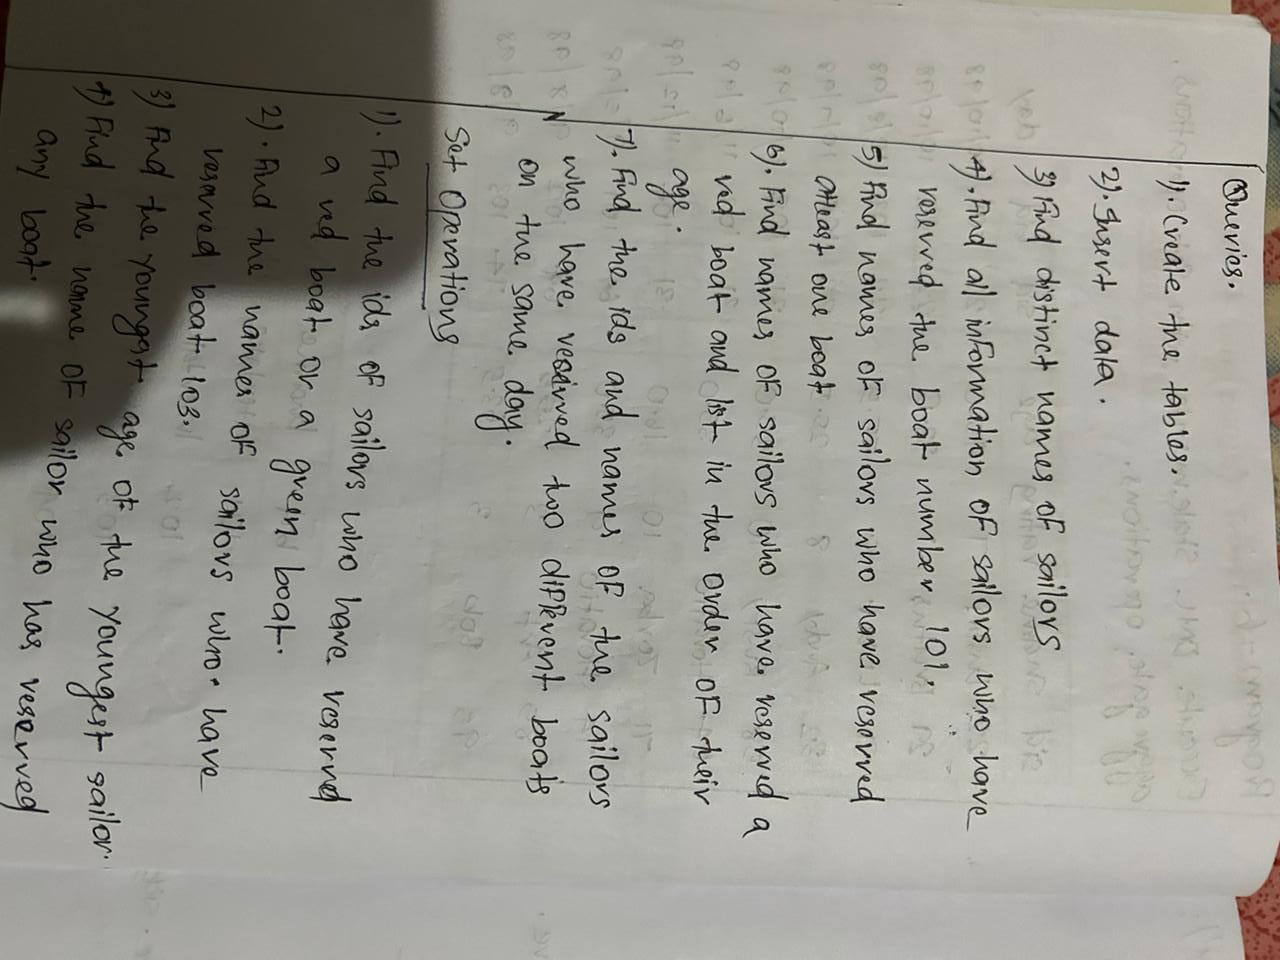 Queries.
1). Create the tables.
2). Insert data.
3) Find distinct names of sailors
4). Find all information of sailors who have
reserved the boat number 101.
5) Find names of sailors who have reserved
atleast one boat
6). Find names of sailors who have reserved a
red boat and list in the order of their
age.
7). Find the ids and names of the sailors
who have reserved two different boats
on the same day.
Set Operations
1). Find the ids of sailors who have reserved
a red boat or a green boat.
2). Find the names of sailors who have
reserved boat 103.
3) Find the youngest age of the youngest sailor.
4) Find the name of sailor who has reserved
any boat.